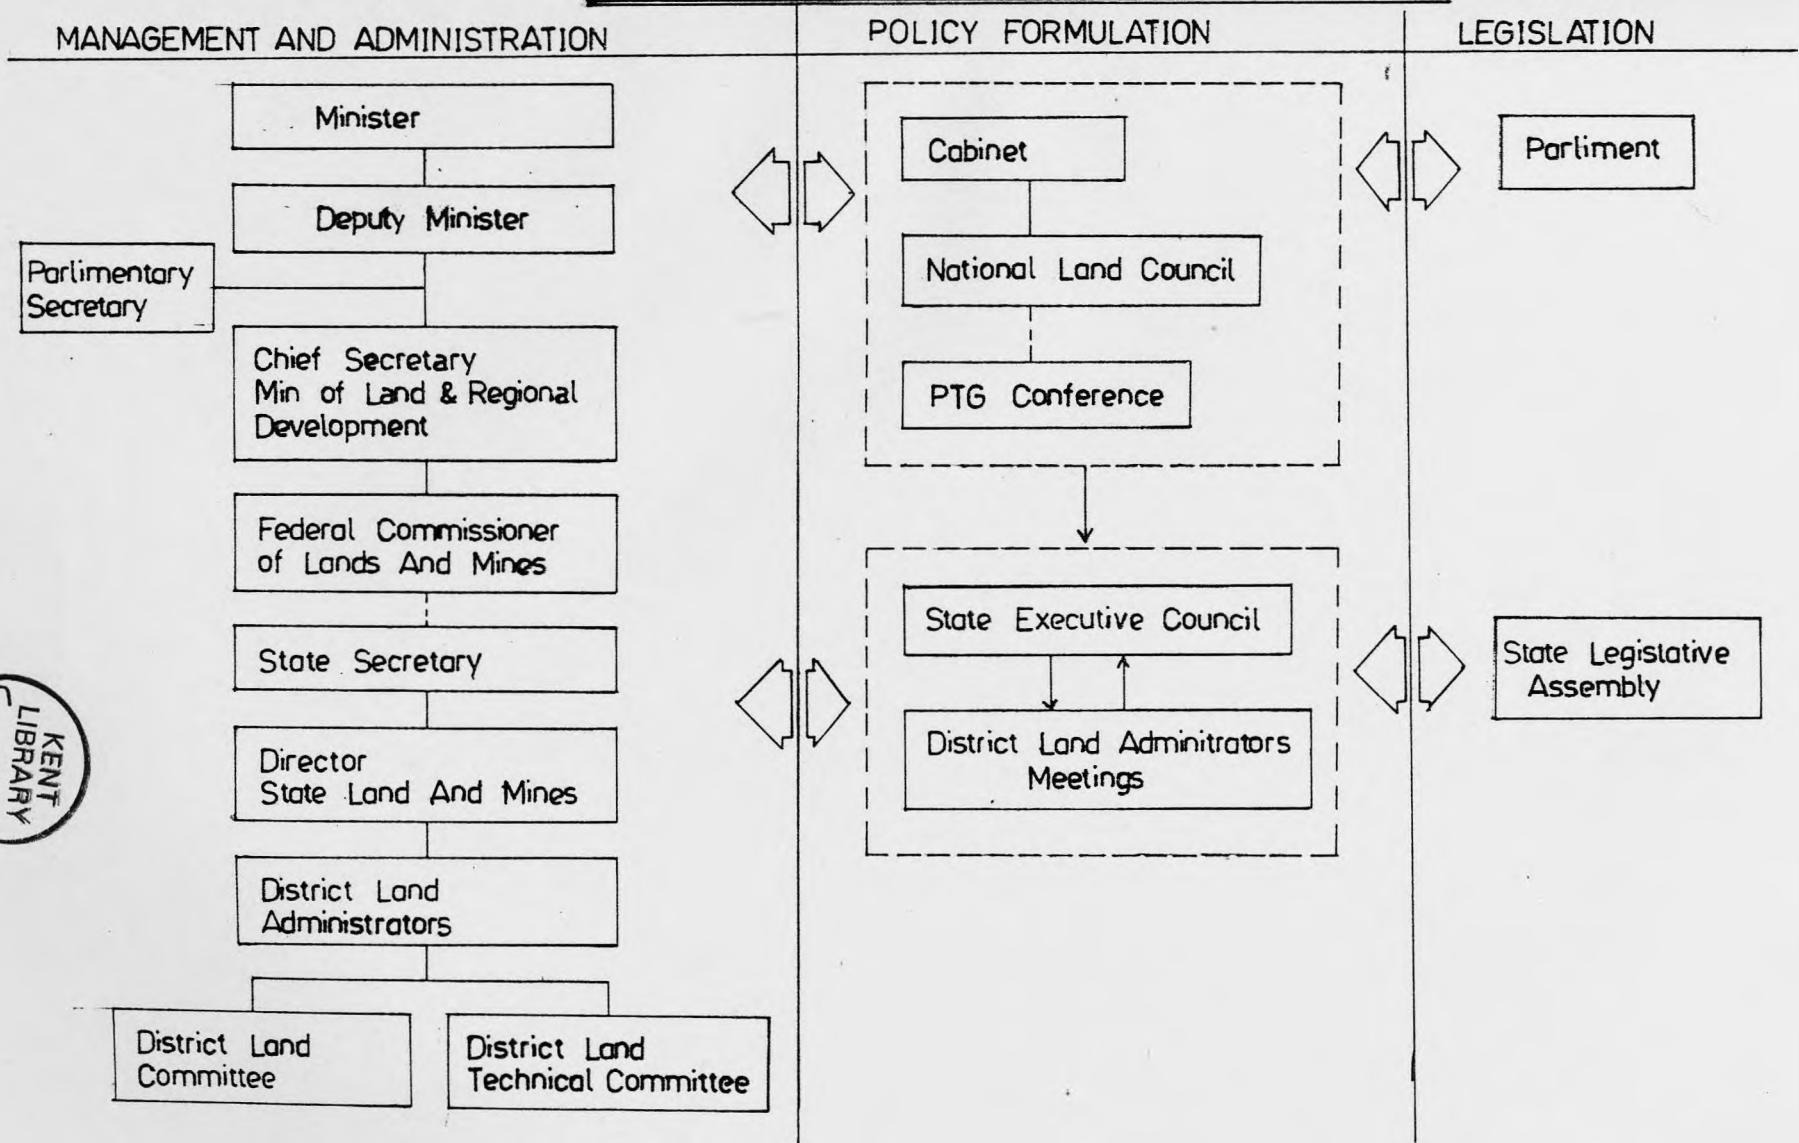 MANAGEMENT AND ADMINISTRATION
Minister
Deputy Minister
Parlimentary
Secretary
Chief Secretary
Min of Land & Regional
Development
Federal Commissioner
of Lands And Mines
State Secretary
Director
State Land And Mines
District Land
Administrators
District Land
Committee
District Land
Technical Committee
POLICY FORMULATION
Cabinet
National Land Council
PTG Conference
State Executive Council
District Land Adminitrators
Meetings
LEGISLATION
Parliment
State Legislative
Assembly
KENT
LIBRARY